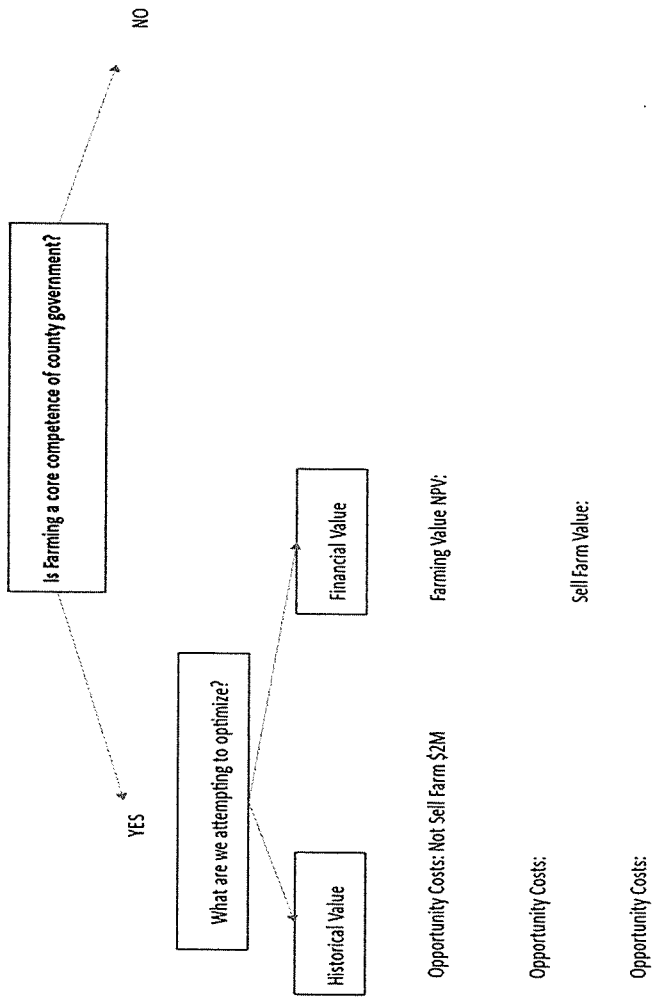 Is Farming a core competence of county government?
YES
NO
What are we attempting to optimize?
Historical Value
Financial Value
Opportunity Costs: Not Sell Farm $2M
Farming Value NPV:
Opportunity Costs:
Sell Farm Value:
Opportunity Costs: